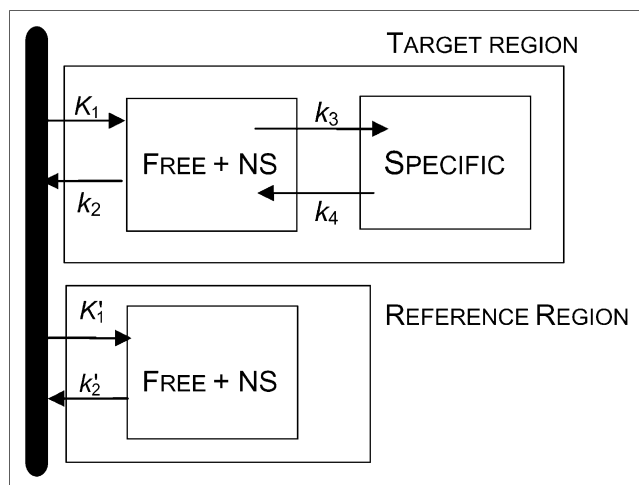 TARGET REGION
K1
k3
FREE + NS
SPECIFIC
k2
k4
K'1
REFERENCE REGION
FREE + NS
k'2